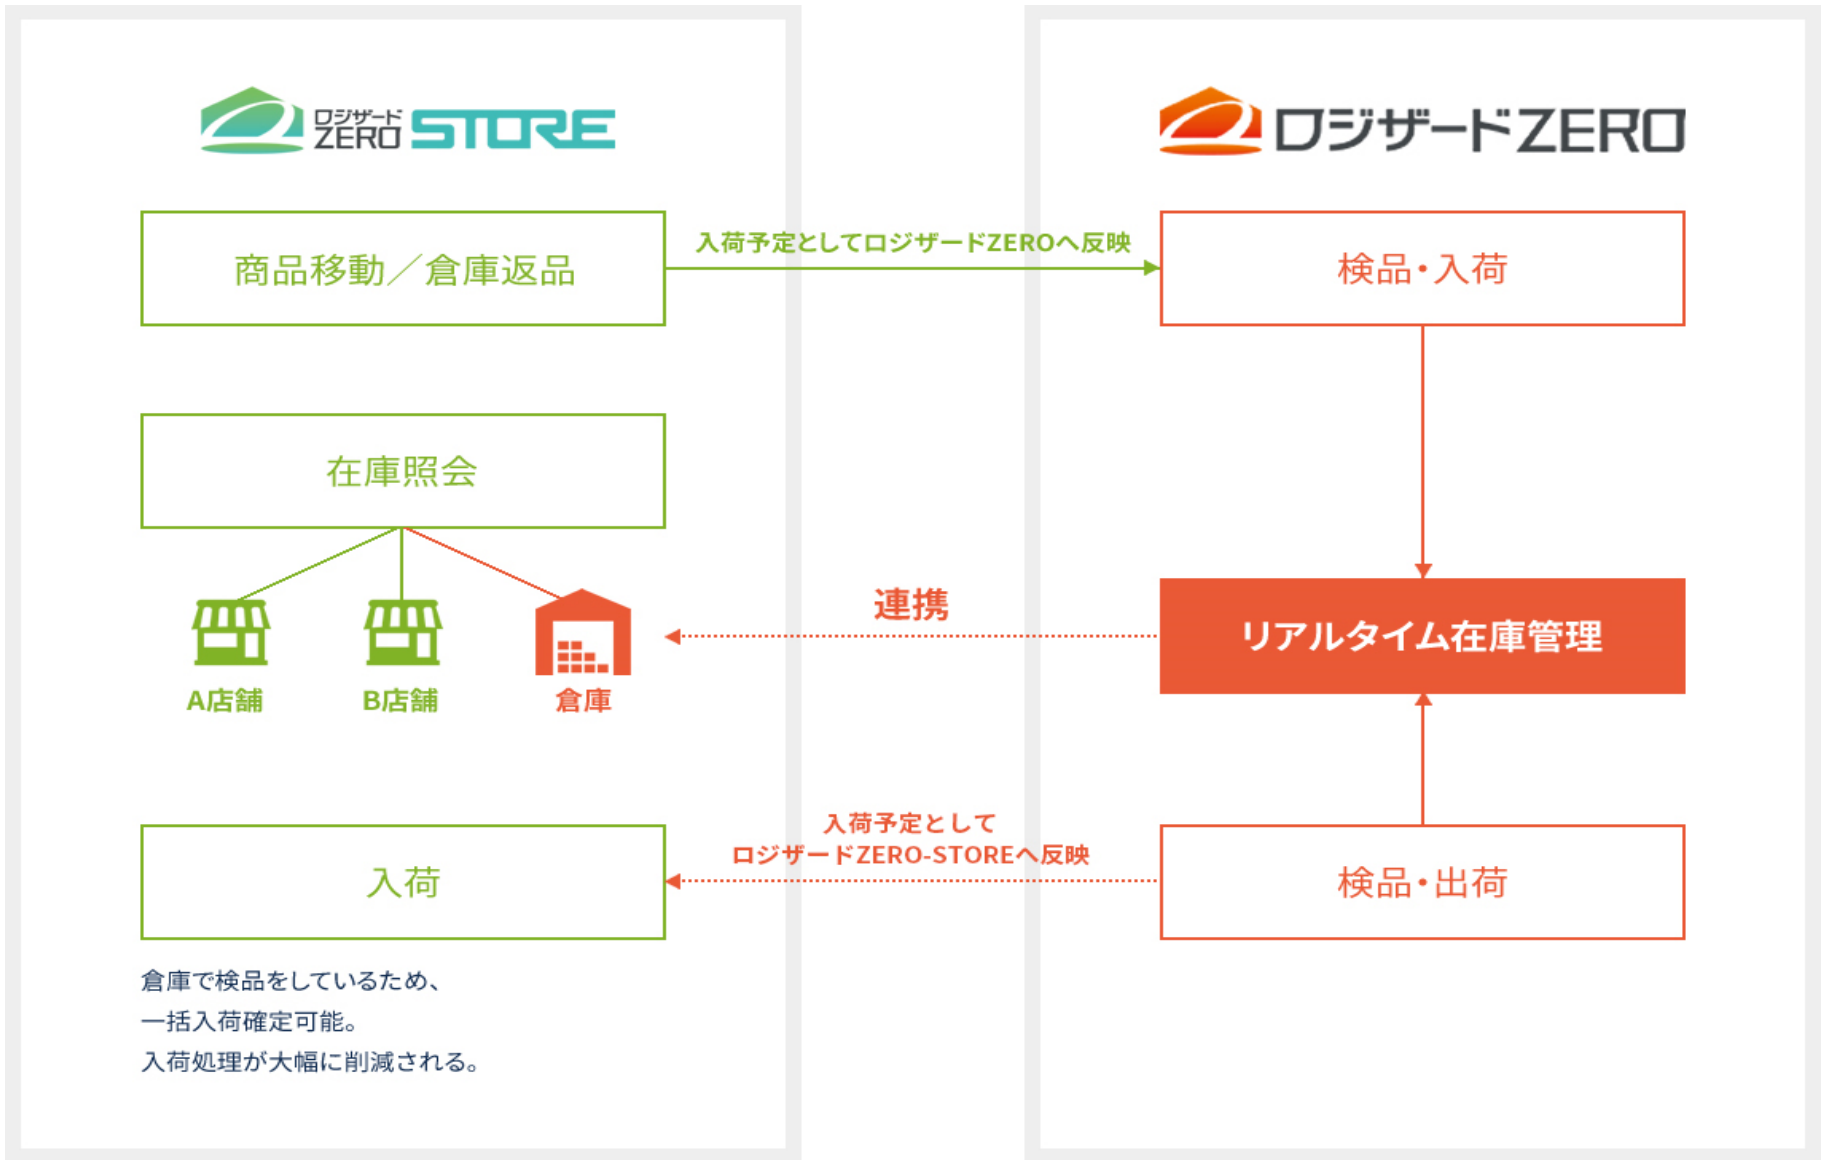 ロジザード
ZERO STORE
商品移動／倉庫返品
在庫照会
A店舗
B店舗
倉庫
入荷
倉庫で検品をしているため、
一括入荷確定可能。
入荷処理が大幅に削減される。
入荷予定としてロジザードZEROへ反映
連携
入荷予定として
ロジザードZERO-STOREへ反映
ロジザードZERO
検品・入荷
リアルタイム在庫管理
検品・出荷